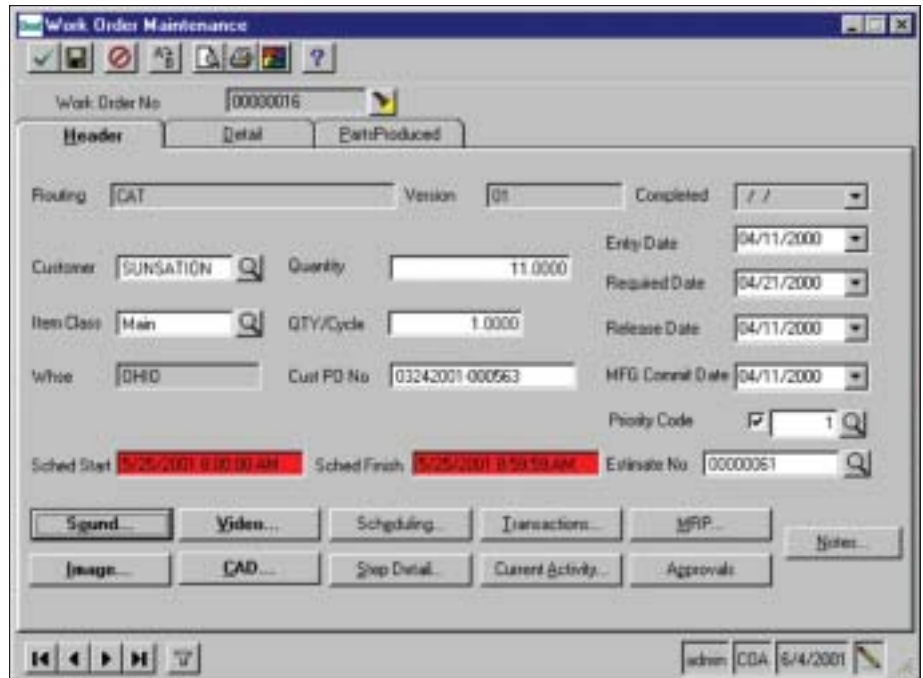 Work Order Maintenance
Work Order No 00000016
Header Detail PartsProduced
Routing CAT Version 01 Completed / /
Entry Date 04/11/2000
Customer SUNSATION Quantity 11.0000
Required Date 04/21/2000
Item Class Main QTY/Cycle 1.0000 Release Date 04/11/2000
Whse OHIO Cust PO No 03242001-000563 MFG Commit Date 04/11/2000
Priority Code 1
Sched Start 5/25/2001 8:00:00 AM Sched Finish 5/25/2001 8:59:59 AM Estimate No 00000061
Sound... Video... Scheduling... Transactions... MRP...
Notes...
Image... CAD... Step Detail... Current Activity... Approvals
admin COA 6/4/2001